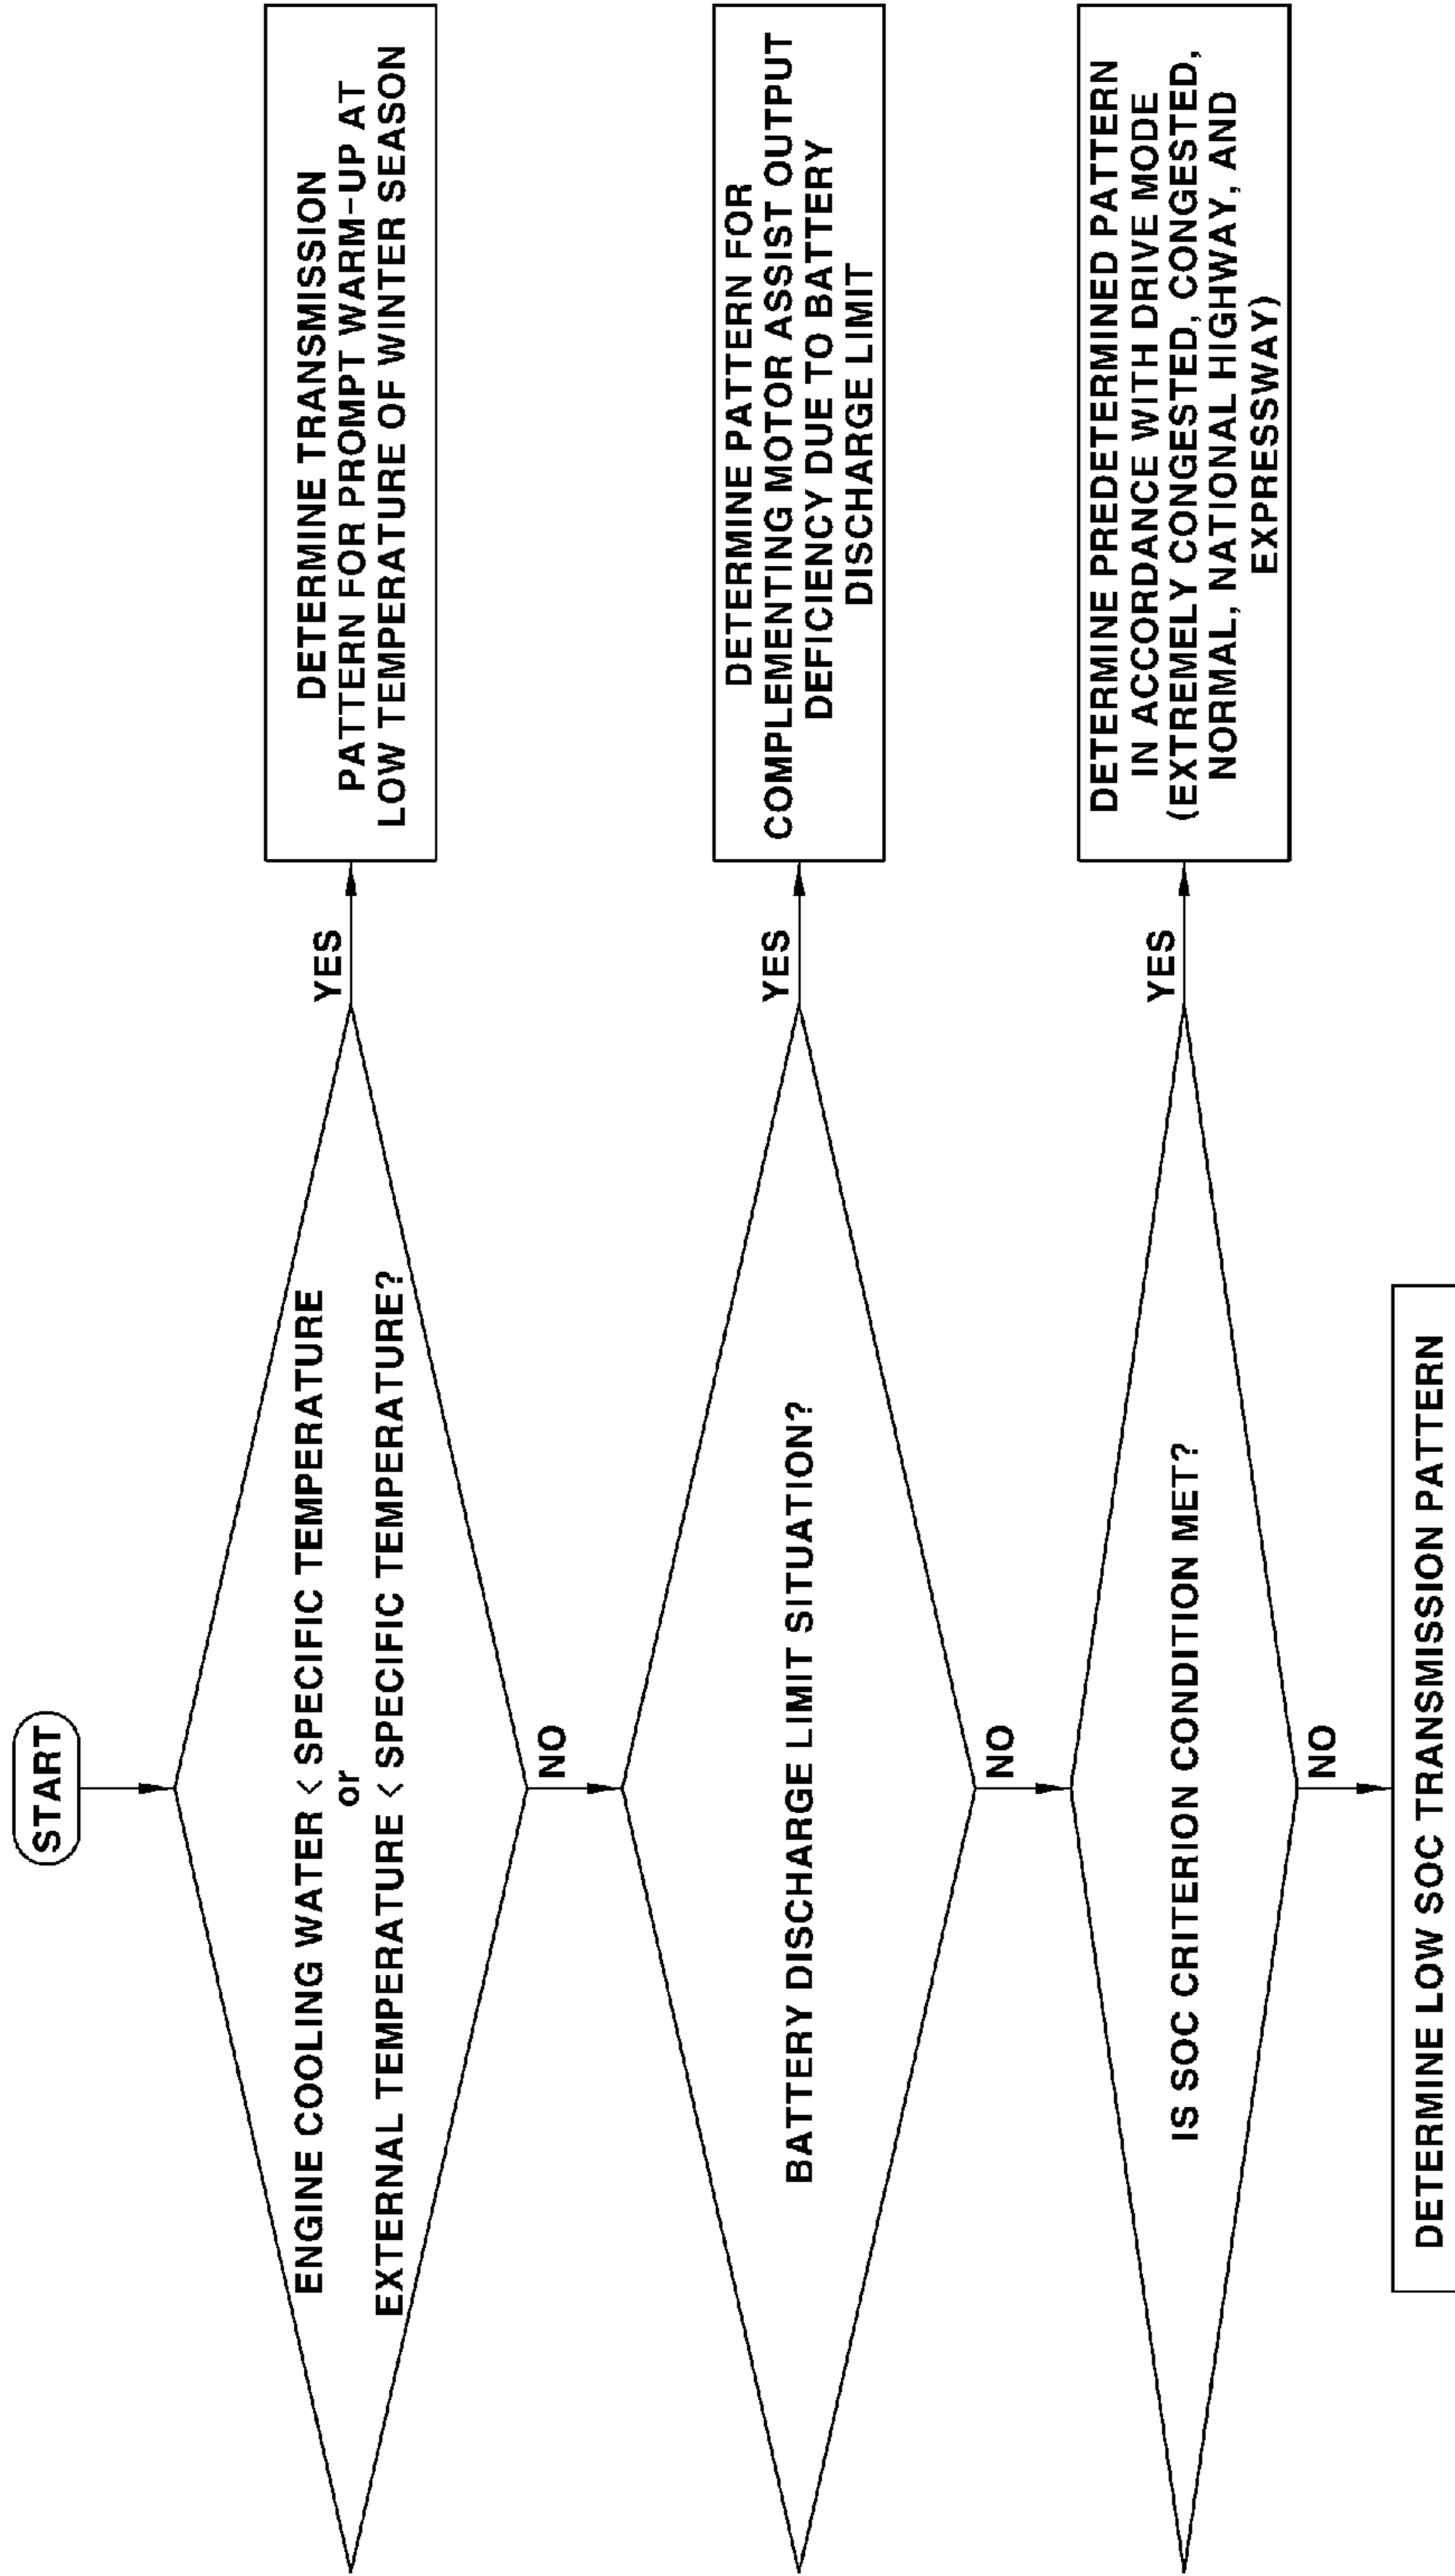 START
ENGINE COOLING WATER < SPECIFIC TEMPERATURE
or
EXTERNAL TEMPERATURE < SPECIFIC TEMPERATURE?
YES
DETERMINE TRANSMISSION
PATTERN FOR PROMPT WARM-UP AT
LOW TEMPERATURE OF WINTER SEASON
NO
BATTERY DISCHARGE LIMIT SITUATION?
YES
DETERMINE PATTERN FOR
COMPLEMENTING MOTOR ASSIST OUTPUT
DEFICIENCY DUE TO BATTERY
DISCHARGE LIMIT
NO
IS SOC CRITERION CONDITION MET?
YES
DETERMINE PREDETERMINED PATTERN
IN ACCORDANCE WITH DRIVE MODE
(EXTREMELY CONGESTED, CONGESTED,
NORMAL, NATIONAL HIGHWAY, AND
EXPRESSWAY)
NO
DETERMINE LOW SOC TRANSMISSION PATTERN